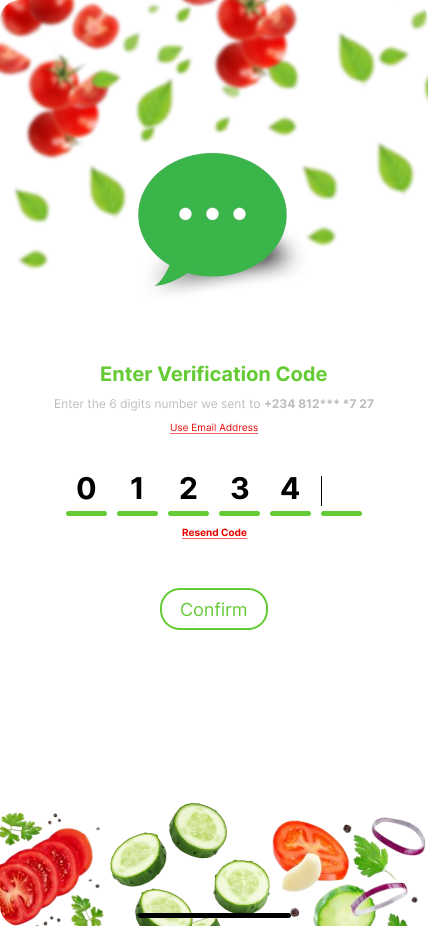 Enter Verification Code
Enter the 6 digits number we sent to +234 812*** *7 27
Use Email Address
0 1 2 3 4
Resend Code
Confirm